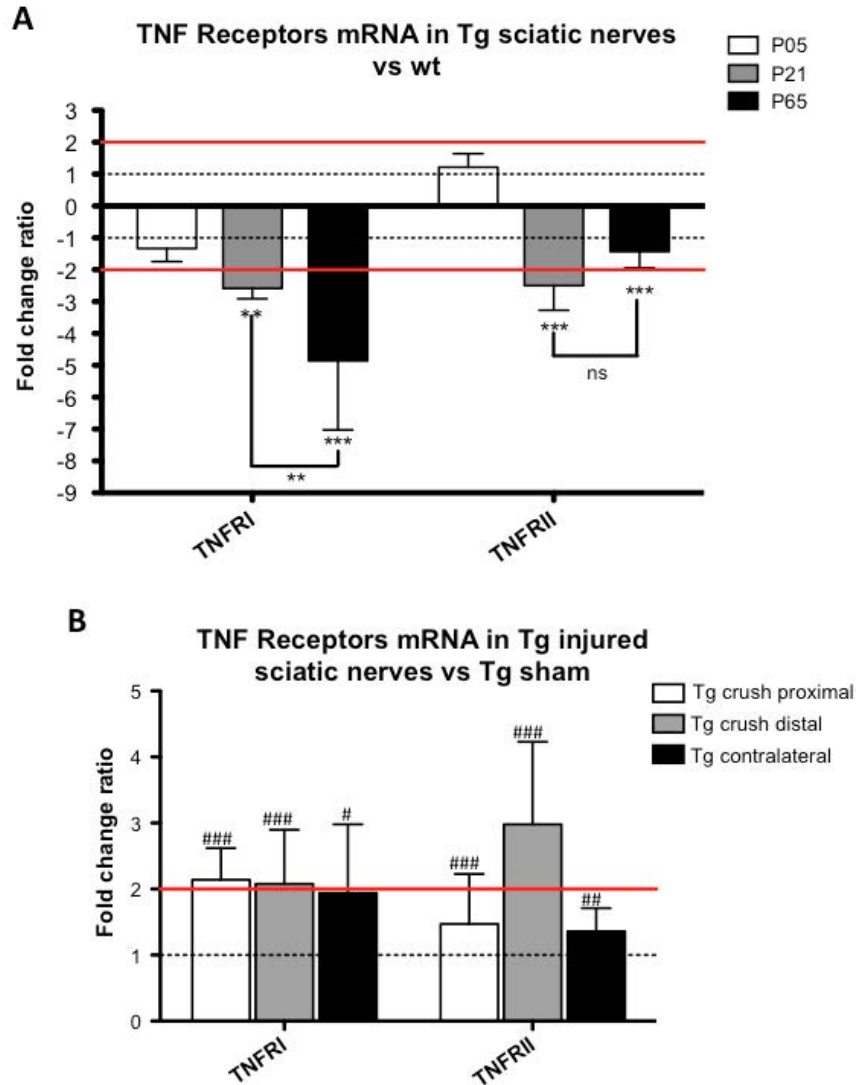 A
TNF Receptors mRNA in Tg sciatic nerves
vs wt
P05
P21
P65
Fold change ratio
3
2
1
0
-1
-2
-3
-4
-5
-6
-7
-8
-9
**
***
**
***
***
ns
TNFRI
TNFRII
B
TNF Receptors mRNA in Tg injured
sciatic nerves vs Tg sham
Tg crush proximal
Tg crush distal
Tg contralateral
Fold change ratio
5
4
3
2
1
0
###
###
#
###
###
##
TNFRI
TNFRII